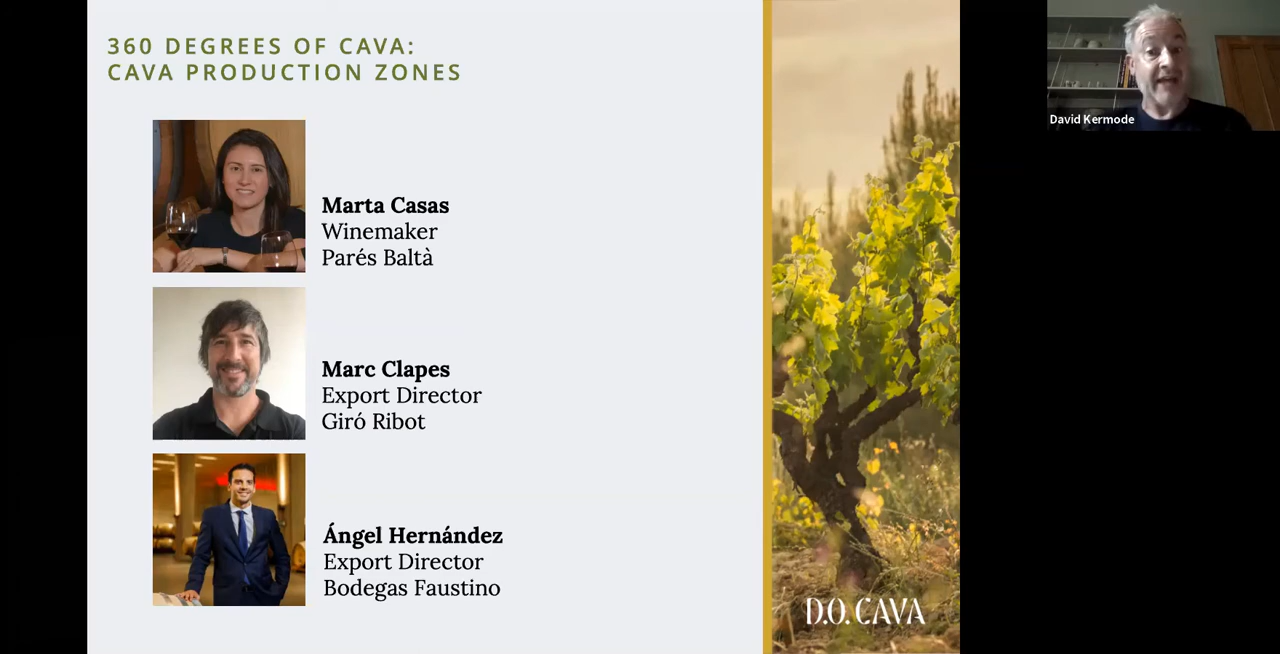 360 DEGREES OF CAVA:
CAVA PRODUCTION ZONES
Marta Casas
Winemaker
Parés Baltà
Marc Clapes
Export Director
Giró Ribot
Ángel Hernández
Export Director
Bodegas Faustino
D.O. CAVA
David Kermode